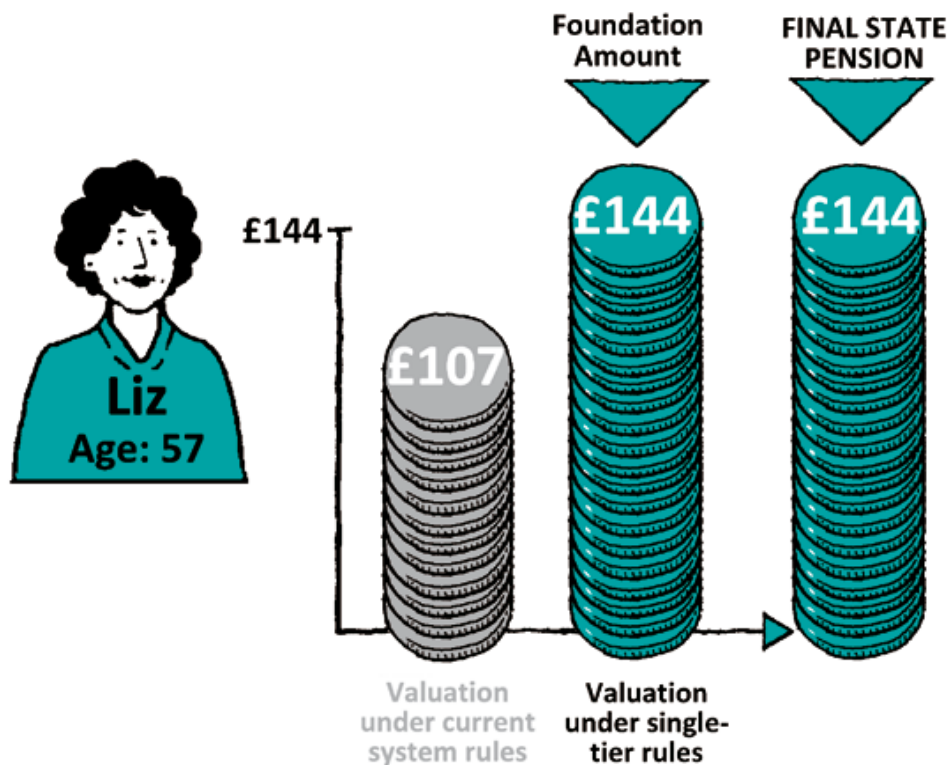 Foundation
Amount
FINAL STATE
PENSION
£144
£107
£144
£144
Liz
Age: 57
Valuation
under current
system rules
Valuation
under single-
tier rules